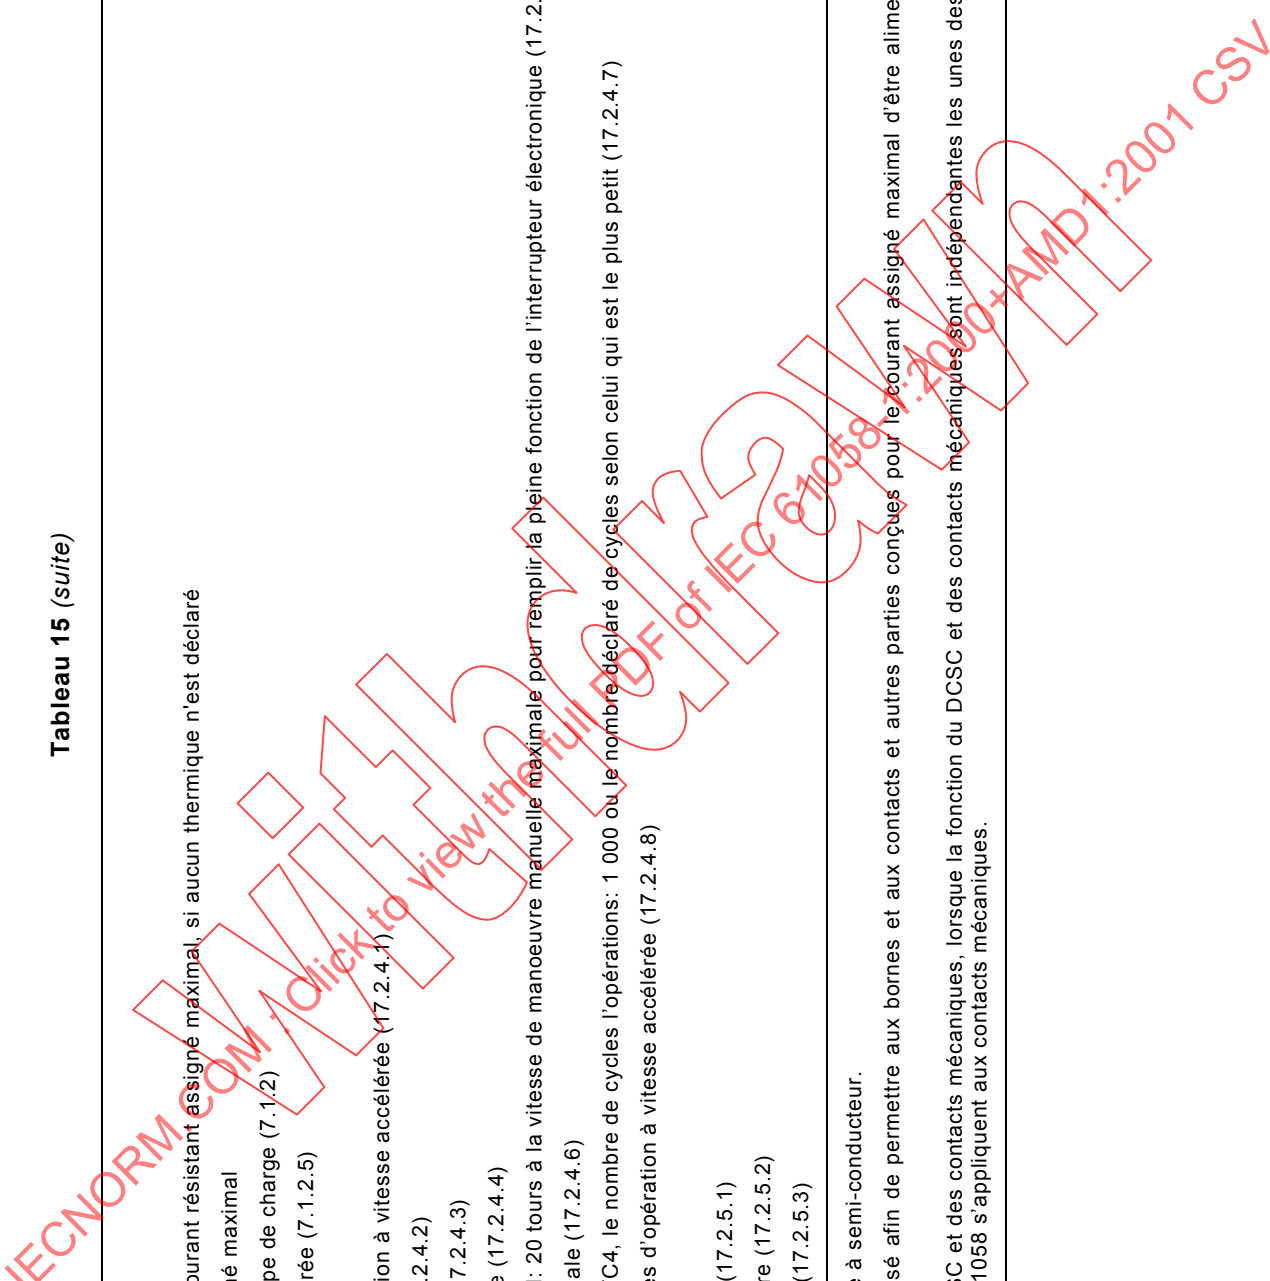 Tableau 15 (suite)
ourant résistant assigné maximal, si aucun thermique n'est déclaré
né maximal
pe de charge (7.1.2)
rée (7.1.2.5)
ion à vitesse accélérée (17.2.4.1)
.2.4.2)
7.2.4.3)
e (17.2.4.4)
l: 20 tours à la vitesse de manoeuvre manuelle maximale pour remplir la pleine fonction de l'interrupteur électronique (17.2.
ale (17.2.4.6)
C4, le nombre de cycles l'opérations: 1 000 ou le nombre déclaré de cycles selon celui qui est le plus petit (17.2.4.7)
es d'opération à vitesse accélérée (17.2.4.8)
(17.2.5.1)
re (17.2.5.2)
(17.2.5.3)
e à semi-conducteur.
sé afin de permettre aux bornes et aux contacts et autres parties conçues pour le courant assigné maximal d'être alime
SC et des contacts mécaniques, lorsque la fonction du DCSC et des contacts mécaniques sont indépendantes les unes des
1058 s'appliquent aux contacts mécaniques.
withdrawn
IECNORM.COM : Click to view the full PDF of IEC 61058-1:2000+AMD1:2001 CSV